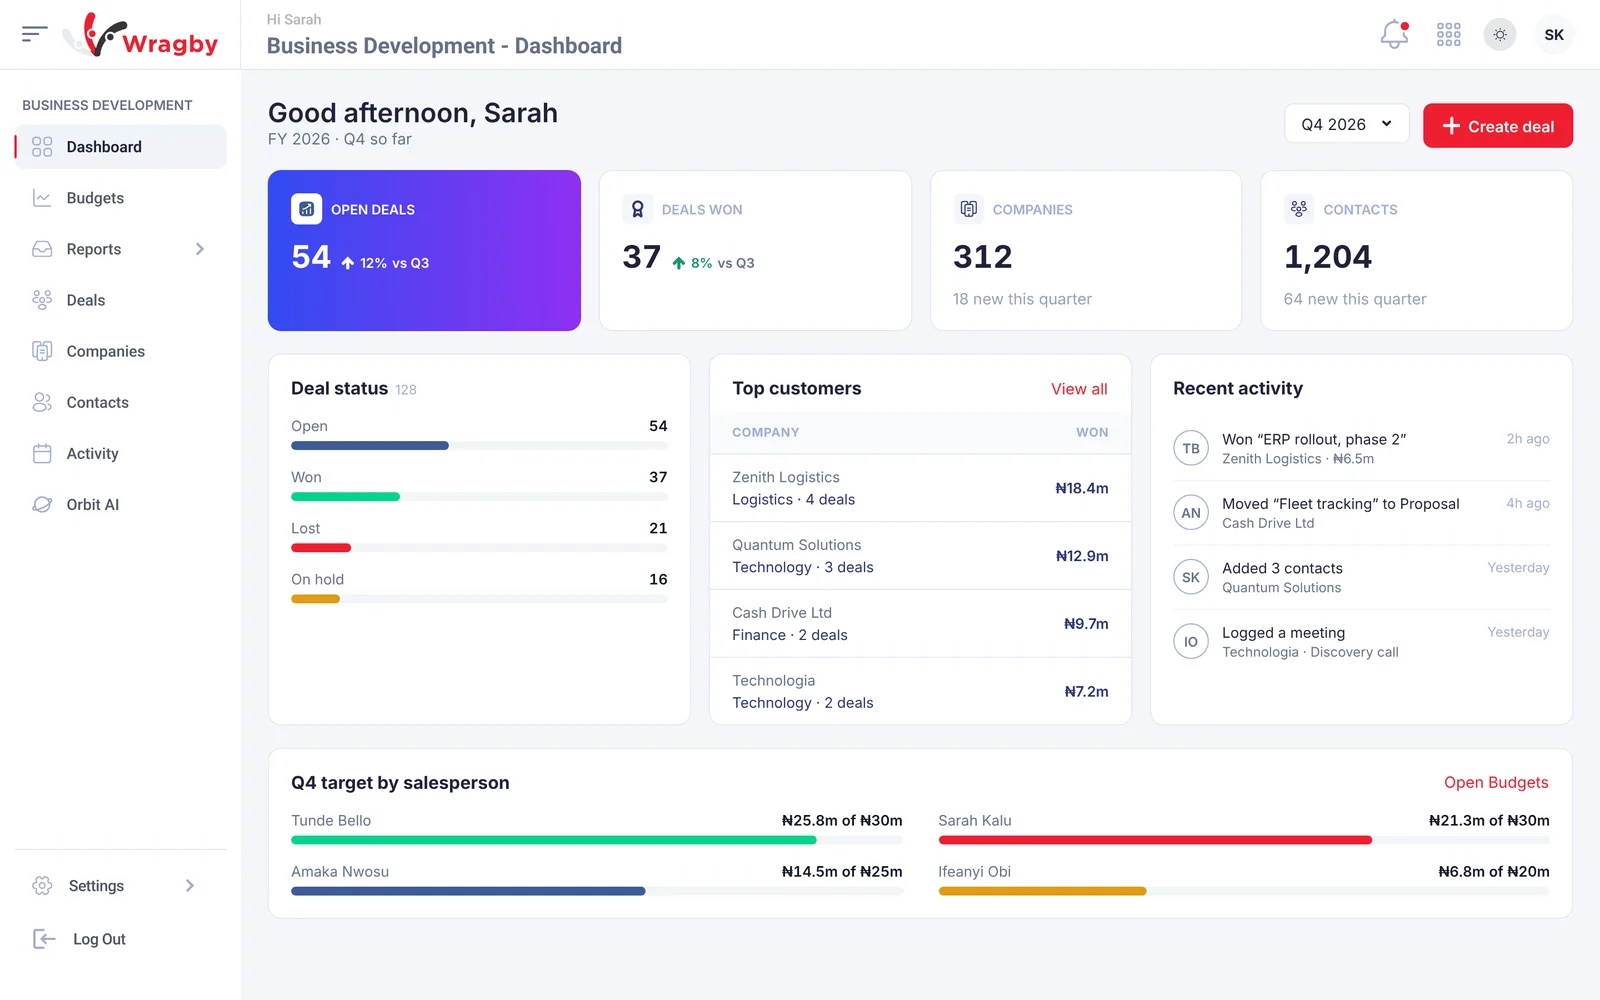 Wragby
Hi Sarah
Business Development - Dashboard
SK
BUSINESS DEVELOPMENT
Dashboard
Budgets
Reports
Deals
Companies
Contacts
Activity
Orbit AI
Settings
Log Out
Good afternoon, Sarah
FY 2026 · Q4 so far
Q4 2026
Create deal
OPEN DEALS
54 12% vs Q3
DEALS WON
37 8% vs Q3
COMPANIES
312
18 new this quarter
CONTACTS
1,204
64 new this quarter
Deal status 128
Open 54
Won 37
Lost 21
On hold 16
Top customers View all
COMPANY WON
Zenith Logistics
Logistics · 4 deals ₦18.4m
Quantum Solutions
Technology · 3 deals ₦12.9m
Cash Drive Ltd
Finance · 2 deals ₦9.7m
Technologia
Technology · 2 deals ₦7.2m
Recent activity
TB Won “ERP rollout, phase 2” 2h ago
Zenith Logistics · ₦6.5m
AN Moved “Fleet tracking” to Proposal 4h ago
Cash Drive Ltd
SK Added 3 contacts Yesterday
Quantum Solutions
IO Logged a meeting Yesterday
Technologia · Discovery call
Q4 target by salesperson Open Budgets
Tunde Bello ₦25.8m of ₦30m
Sarah Kalu ₦21.3m of ₦30m
Amaka Nwosu ₦14.5m of ₦25m
Ifeanyi Obi ₦6.8m of ₦20m